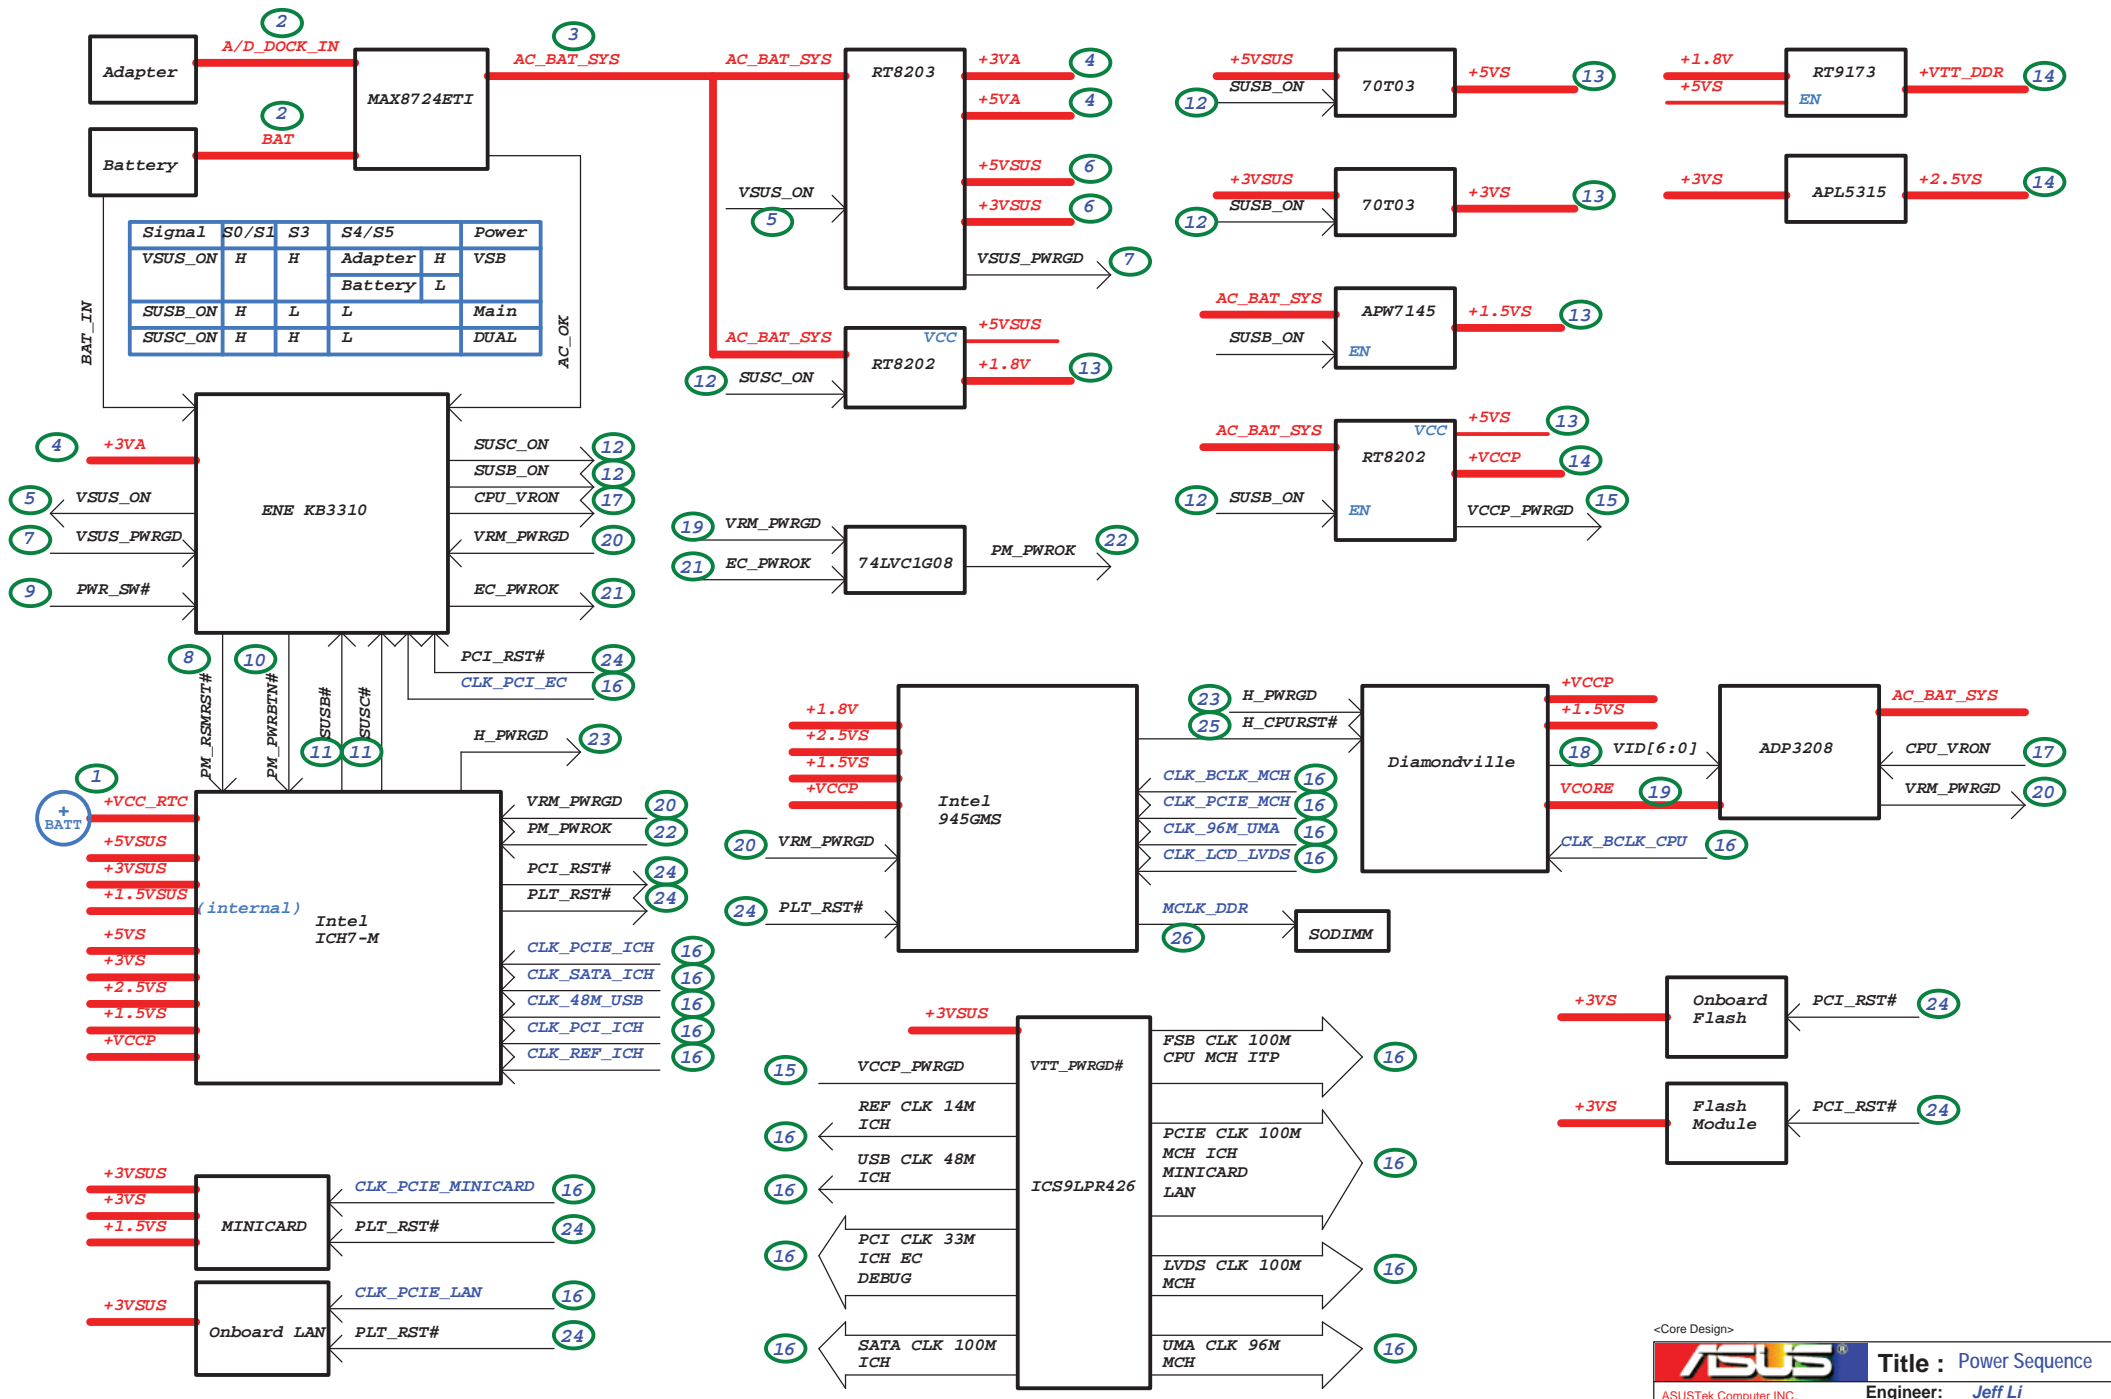 2
A/D_DOCK_IN
Adapter
2
BAT
Battery
MAX8724ETI
3
AC_BAT_SYS
AC_BAT_SYS
RT8203
+3VA
4
+5VA
4
VSUS_ON
5
+5VSUS
6
+3VSUS
6
VSUS_PWRGD
7
AC_BAT_SYS
VCC
RT8202
+5VSUS
+1.8V
13
12
SUSC_ON
+5VSUS
SUSB_ON
12
70T03
+5VS
13
+3VSUS
SUSB_ON
12
70T03
+3VS
13
AC_BAT_SYS
SUSB_ON
APW7145
EN
+1.5VS
13
AC_BAT_SYS
VCC
RT8202
EN
12
SUSB_ON
+5VS
13
+VCCP
14
VCCP_PWRGD
15
+1.8V
+5VS
RT9173
EN
+VTT_DDR
14
+3VS
APL5315
+2.5VS
14
Signal S0/S1 S3 S4/S5 Power
VSUS_ON H H Adapter H VSB
Battery L
SUSB_ON H L L Main
SUSC_ON H H L DUAL
BAT_IN
AC_OK
4
+3VA
5
VSUS_ON
7
VSUS_PWRGD
9
PWR_SW#
ENE KB3310
SUSC_ON
12
SUSB_ON
12
CPU_VRON
17
VRM_PWRGD
20
EC_PWROK
21
19
VRM_PWRGD
21
EC_PWROK
74LVC1G08
PM_PWROK
22
8
PM_RSMRST#
10
PM_PWRBTN#
SUSB#
11
SUSC#
11
PCI_RST#
24
CLK_PCI_EC
16
H_PWRGD
23
1
+
BATT
+VCC_RTC
+5VSUS
+3VSUS
+1.5VSUS
(internal)
+5VS
+3VS
+2.5VS
+1.5VS
+VCCP
Intel
ICH7-M
VRM_PWRGD
20
PM_PWROK
22
PCI_RST#
24
PLT_RST#
24
CLK_PCIE_ICH
16
CLK_SATA_ICH
16
CLK_48M_USB
16
CLK_PCI_ICH
16
CLK_REF_ICH
16
+1.8V
+2.5VS
+1.5VS
+VCCP
20
VRM_PWRGD
24
PLT_RST#
Intel
945GMS
23
H_PWRGD
25
H_CPURST#
CLK_BCLK_MCH
16
CLK_PCIE_MCH
16
CLK_96M_UMA
16
CLK_LCD_LVDS
16
MCLK_DDR
26
SODIMM
Diamondville
+VCCP
+1.5VS
18
VID[6:0]
VCORE
19
CLK_BCLK_CPU
16
ADP3208
AC_BAT_SYS
CPU_VRON
17
VRM_PWRGD
20
+3VSUS
15
VCCP_PWRGD
VTT_PWRGD#
REF CLK 14M
ICH
16
USB CLK 48M
ICH
16
PCI CLK 33M
ICH EC
DEBUG
16
SATA CLK 100M
ICH
16
ICS9LPR426
FSB CLK 100M
CPU MCH ITP
16
PCIE CLK 100M
MCH ICH
MINICARD
LAN
16
LVDS CLK 100M
MCH
16
UMA CLK 96M
MCH
16
+3VS
Onboard
Flash
PCI_RST#
24
+3VS
Flash
Module
PCI_RST#
24
+3VSUS
+3VS
+1.5VS
MINICARD
CLK_PCIE_MINICARD
16
PLT_RST#
24
+3VSUS
Onboard LAN
CLK_PCIE_LAN
16
PLT_RST#
24
<Core Design>
ASUS®
Title : Power Sequence
ASUSTek Computer INC.
Engineer: Jeff Li